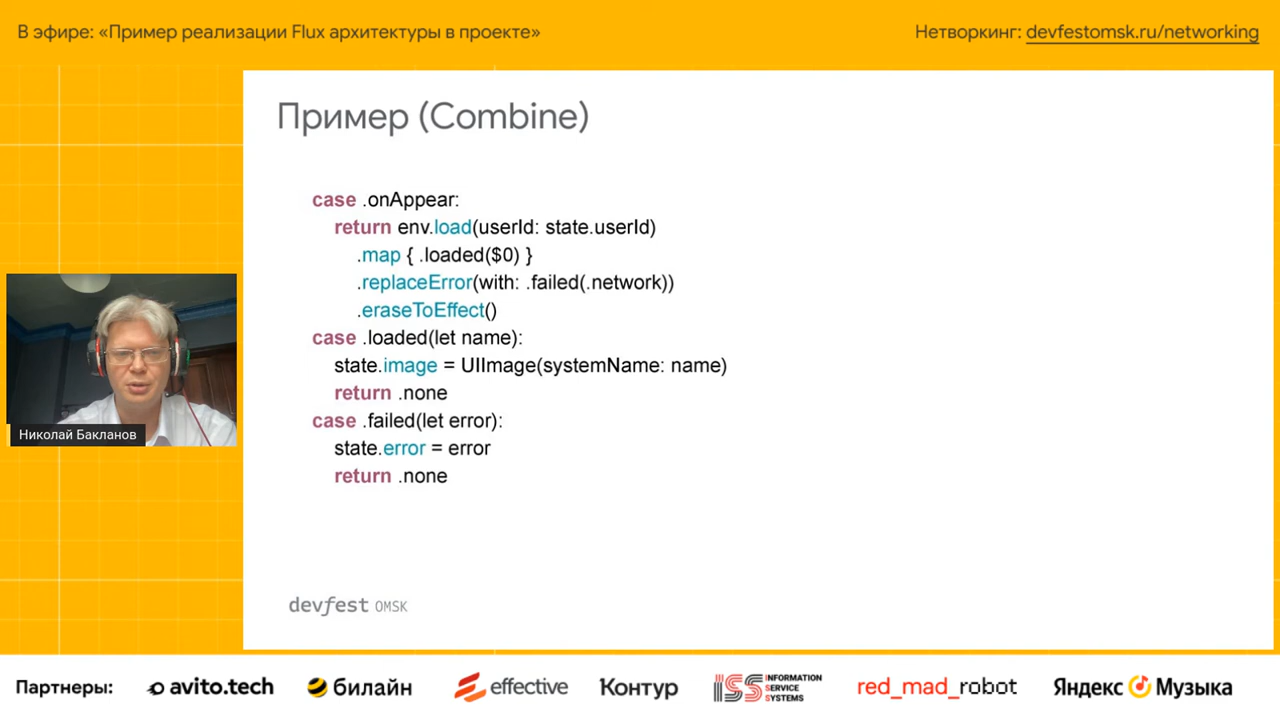 В эфире: «Пример реализации Flux архитектуры в проекте»
Нетворкинг: devfestomsk.ru/networking
Пример (Combine)
case .onAppear:
return env.load(userId: state.userId)
.map { .loaded($0) }
.replaceError(with: .failed(.network))
.eraseToEffect()
case .loaded(let name):
state.image = UIImage(systemName: name)
return .none
case .failed(let error):
state.error = error
return .none
Николай Бакланов
devfest OMSK
Партнеры:
avito.tech
билайн
effective
Контур
ISS INFORMATION
SERVICE
SYSTEMS
red_mad_robot
Яндекс Музыка